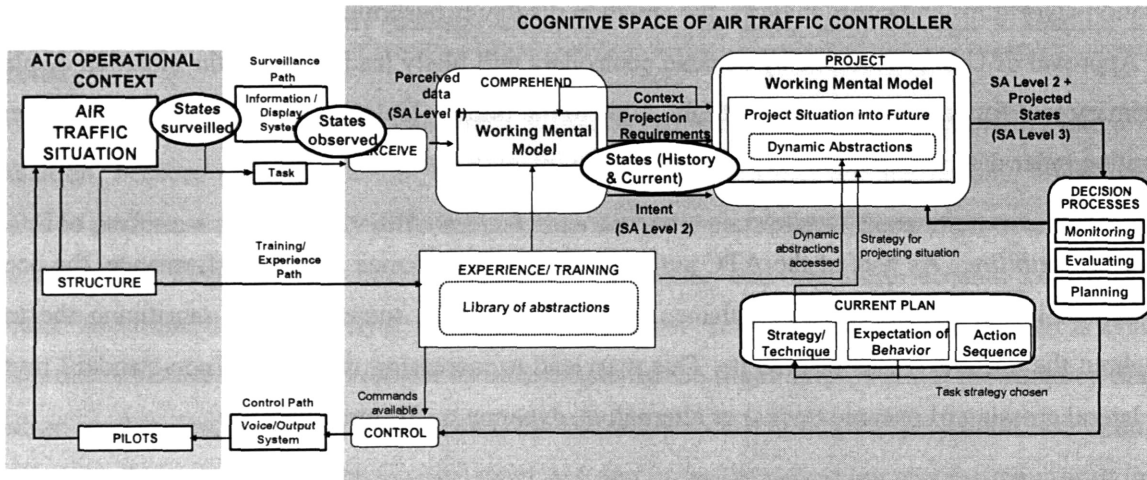 COGNITIVE SPACE OF AIR TRAFFIC CONTROLLER
ATC OPERATIONAL
CONTEXT
AIR
TRAFFIC
SITUATION
States
surveilled
Surveillance
Path
Information /
Display
System
States
observed
Task
Perceived
data
(SA Level 1)
COMPREHEND
Working Mental
Model
Context
Projection
Requirements
States (History
& Current)
Intent
(SA Level 2)
PROJECT
Working Mental Model
Project Situation into Future
Dynamic Abstractions
SA Level 2 +
Projected
States
(SA Level 3)
DECISION
PROCESSES
Monitoring
Evaluating
Planning
Training/
Experience
Path
STRUCTURE
EXPERIENCE/ TRAINING
Library of abstractions
Dynamic
abstractions
accessed
Strategy for
projecting situation
CURRENT PLAN
Strategy/
Technique
Expectation of
Behavior
Action
Sequence
Task strategy chosen
Commands
available
Control Path
Voice/Output
System
PILOTS
CONTROL